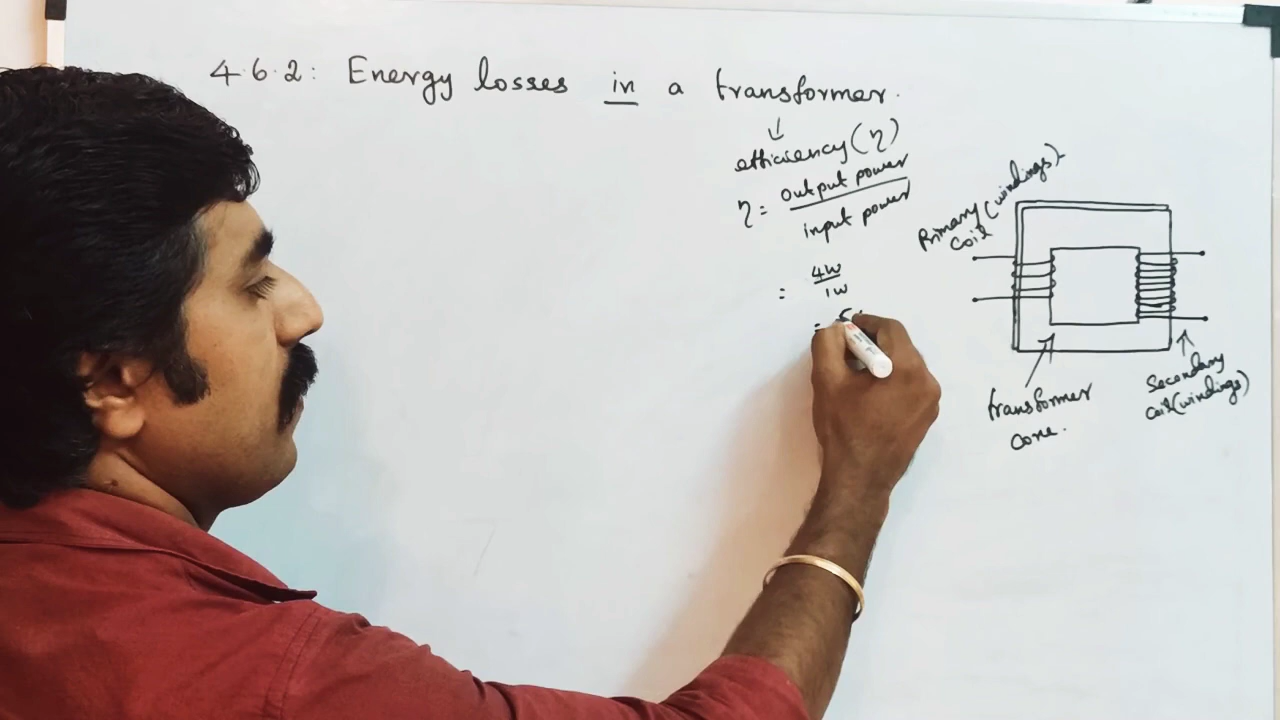 4.6.2: Energy losses in a transformer.
↓
efficiency (η)
η = output power
input power
= 4W
1W
=
Primary (windings)
coil
transformer
core.
Secondary
coil (windings)